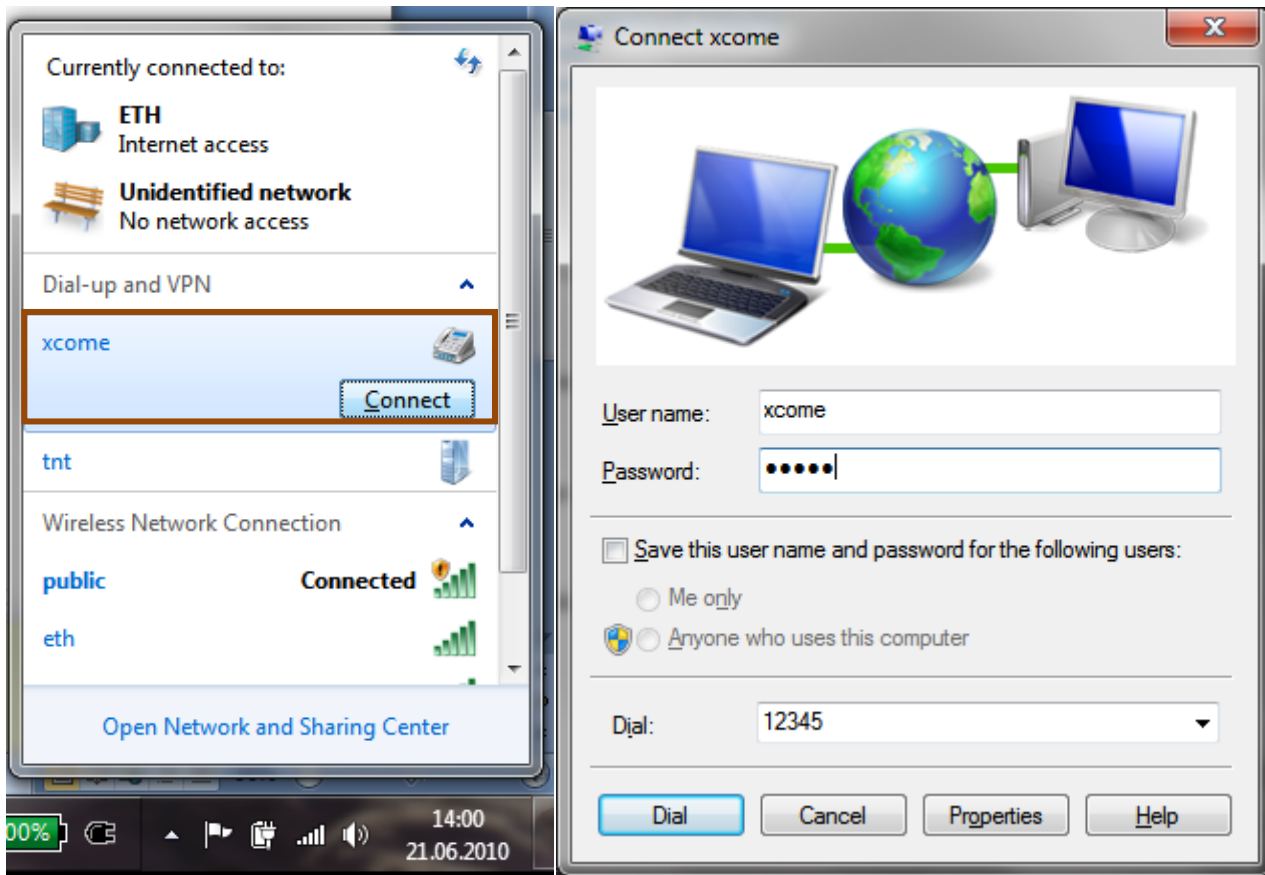 Currently connected to:
ETH
Internet access
Unidentified network
No network access
Dial-up and VPN
xcome
Connect
tnt
Wireless Network Connection
public Connected
eth
Open Network and Sharing Center
14:00
21.06.2010
Connect xcome
User name: xcome
Password: •••••
Save this user name and password for the following users:
Me only
Anyone who uses this computer
Dial: 12345
Dial Cancel Properties Help